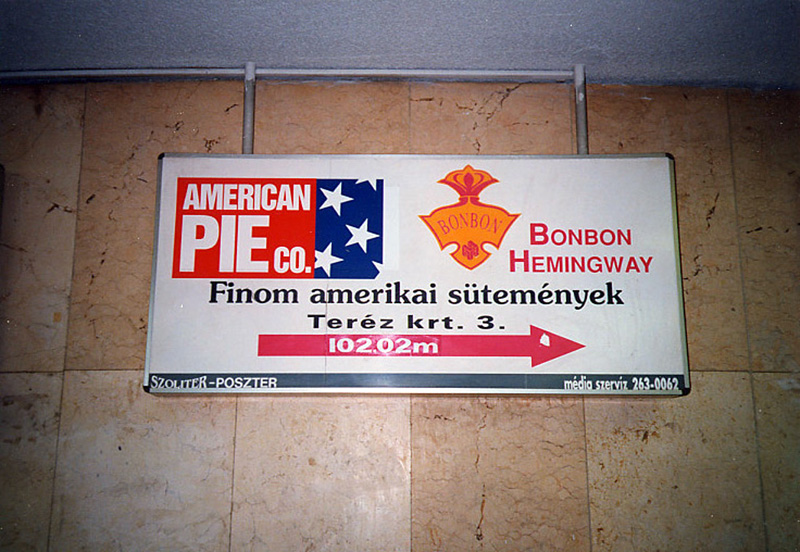 AMERICAN
PIE CO.
BONBON
BONBON
HEMINGWAY
Finom amerikai sütemények
Teréz krt. 3.
102.02m
SZOLITER-POSZTER
média szerviz 263-0062